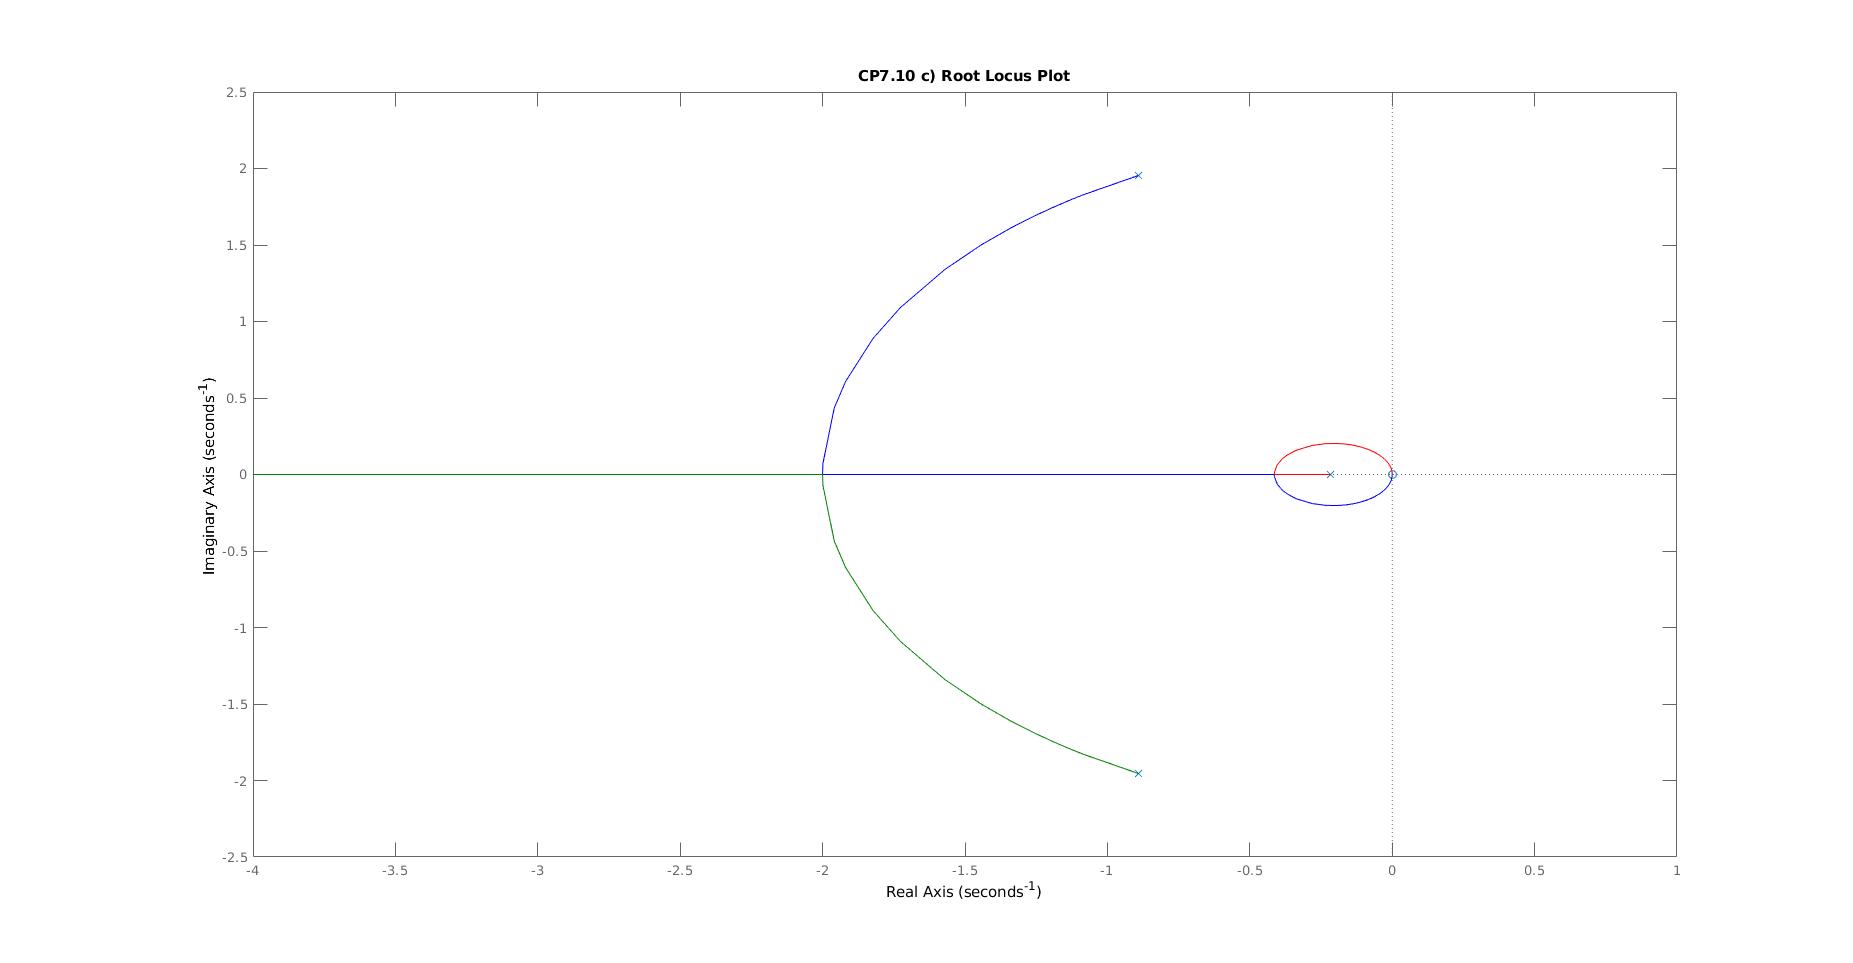 CP7.10 c) Root Locus Plot
2.5
2
1.5
1
0.5
0
-0.5
-1
-1.5
-2
-2.5
Imaginary Axis (seconds⁻¹)
-4 -3.5 -3 -2.5 -2 -1.5 -1 -0.5 0 0.5 1
Real Axis (seconds⁻¹)